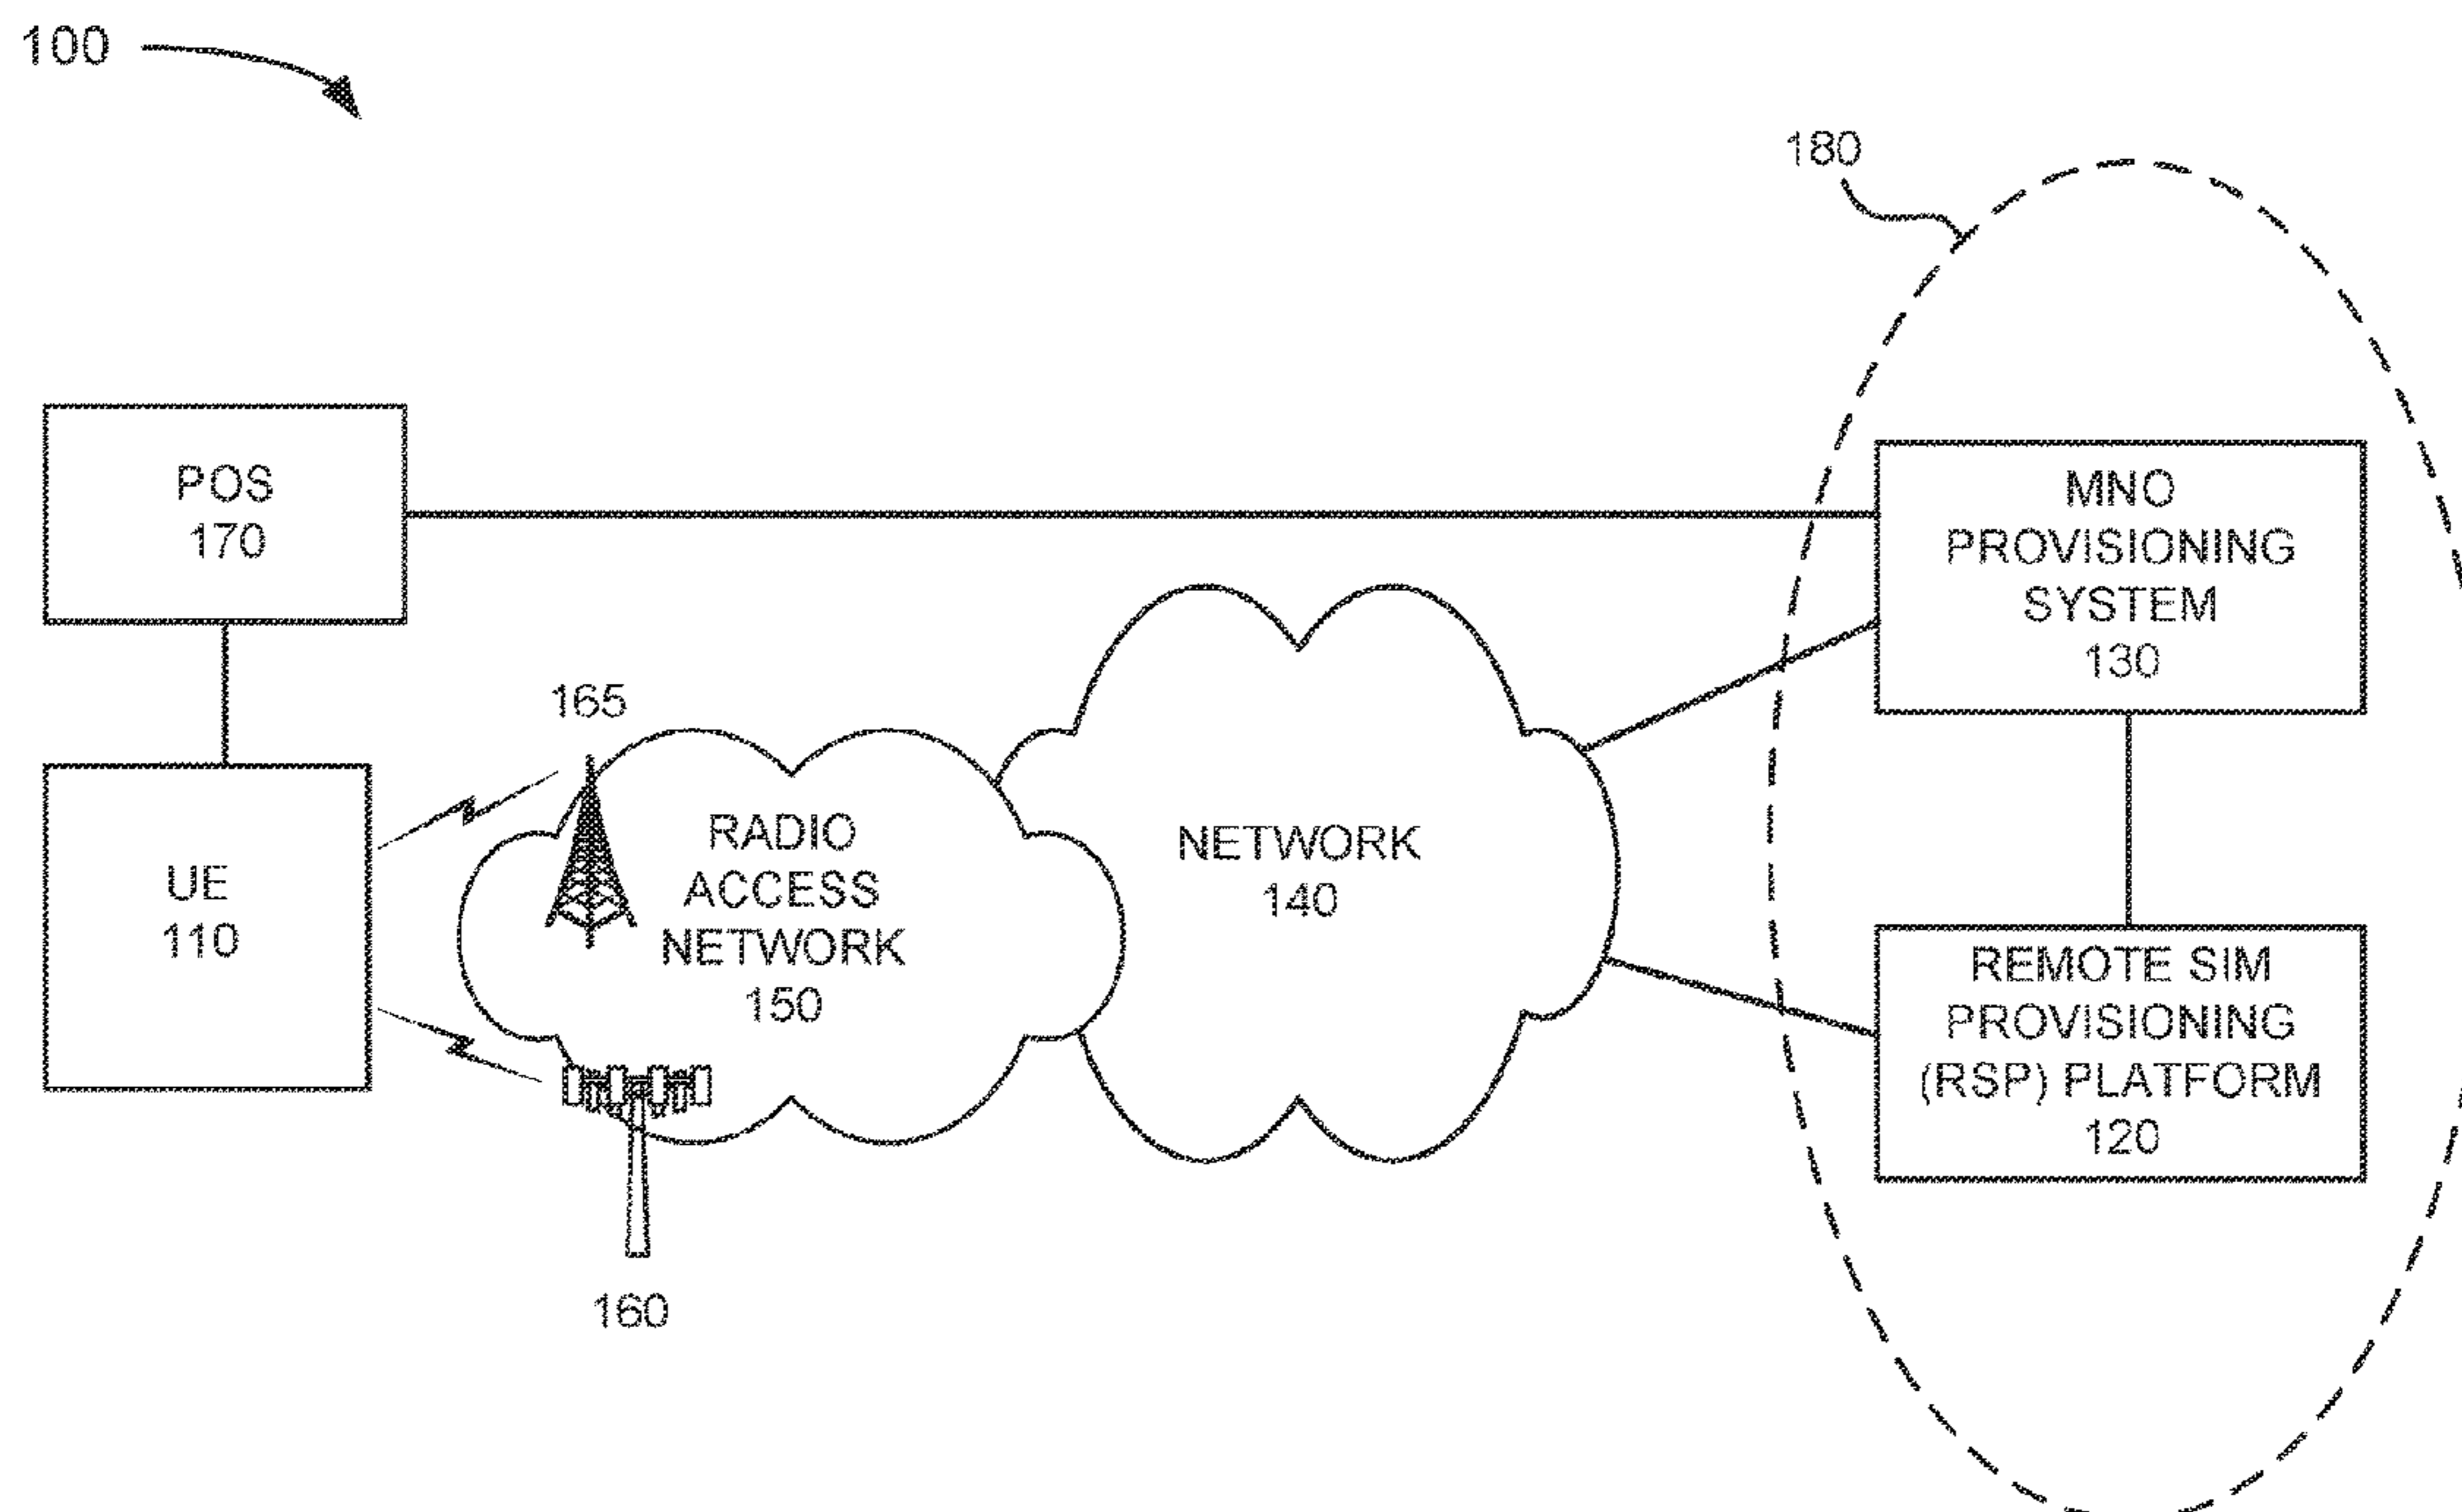 100
180
POS
170
MNO
PROVISIONING
SYSTEM
130
165
RADIO
ACCESS
NETWORK
150
NETWORK
140
UE
110
REMOTE SIM
PROVISIONING
(RSP) PLATFORM
120
160